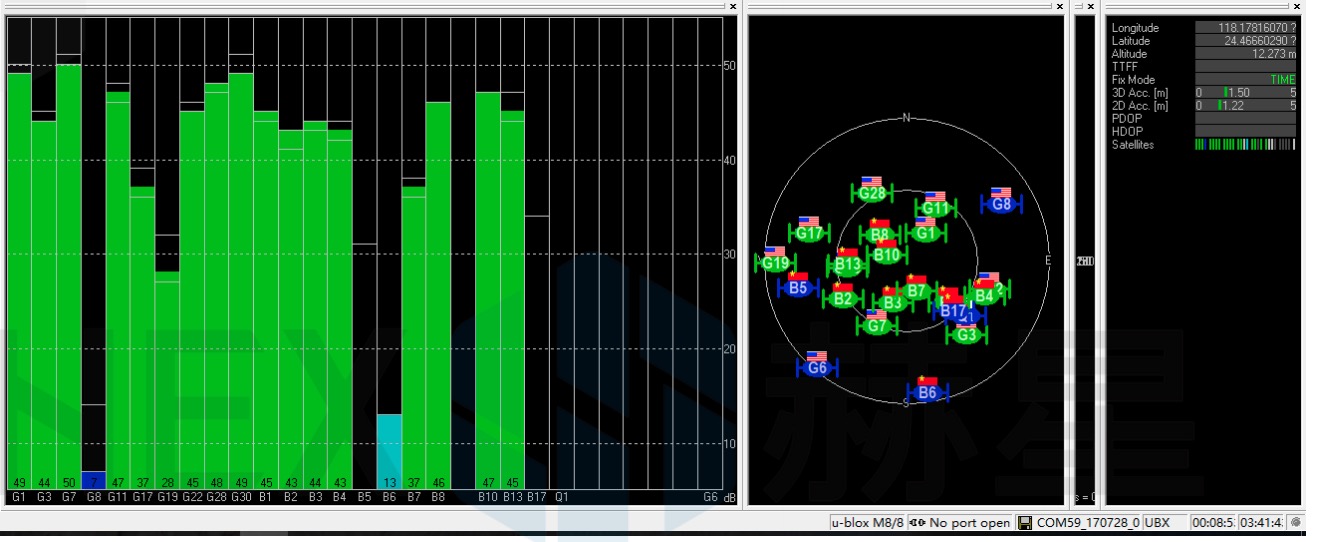 50
40
30
20
10
49 44 50 7 47 37 28 45 48 49 45 43 44 43 13 37 46 47 45
G1 G3 G7 G8 G11 G17 G19 G22 G28 G30 B1 B2 B3 B4 B5 B6 B7 B8 B10 B13 B17 Q1 G6 dB
N
G28
G11
G8
G17
B8
G1
B10
G19
B13
E
B5
B7
B2
B3
B4
B17
G7
G3
G6
B6
S
Longitude 118.17816070 ?
Latitude 24.46660290 ?
Altitude 12.273 m
TTFF
Fix Mode TIME
3D Acc. [m] 0 1.50 5
2D Acc. [m] 0 1.22 5
PDOP
HDOP
Satellites
HEX 赫星
u-blox M8/8 No port open COM59_170728_0 UBX 00:08:5 03:41:4